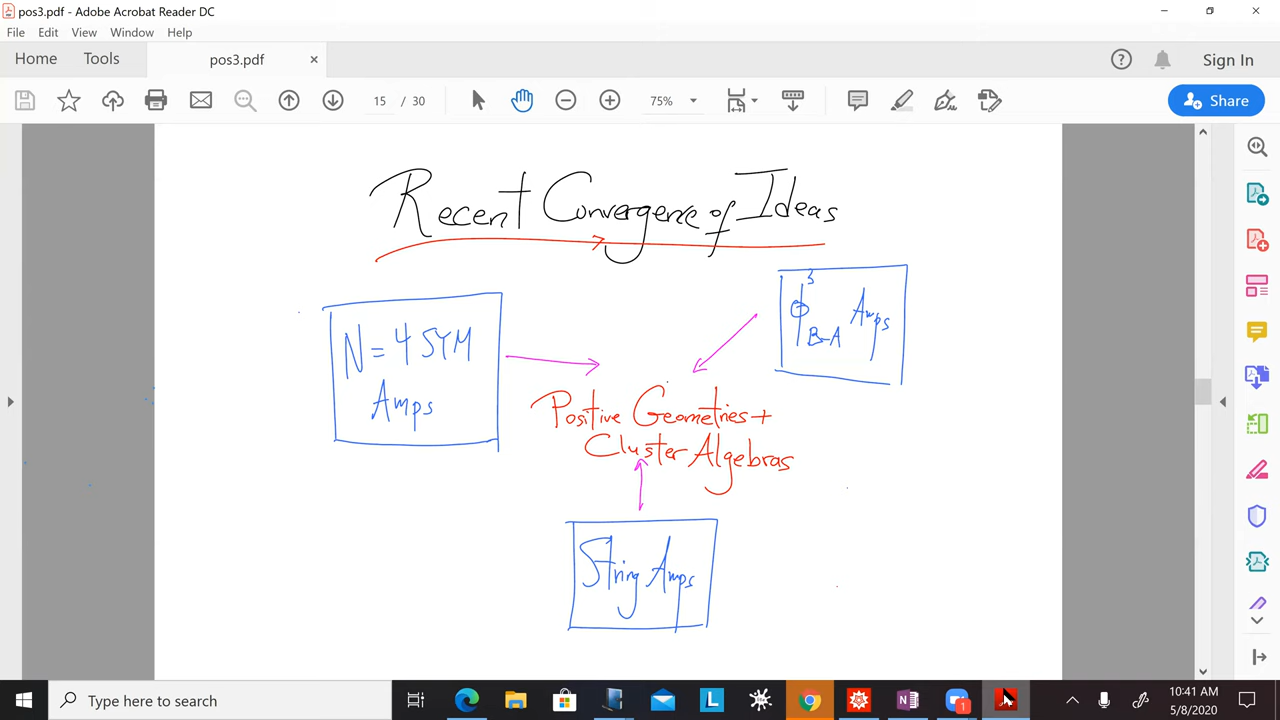 pos3.pdf - Adobe Acrobat Reader DC
File Edit View Window Help
Home Tools pos3.pdf × Sign In
15 / 30 75% Share
Recent Convergence of Ideas
N = 4 SYM
Amps
Φ³ B-A Amps
Positive Geometries +
Cluster Algebras
String Amps
Type here to search
1
10:41 AM
5/8/2020